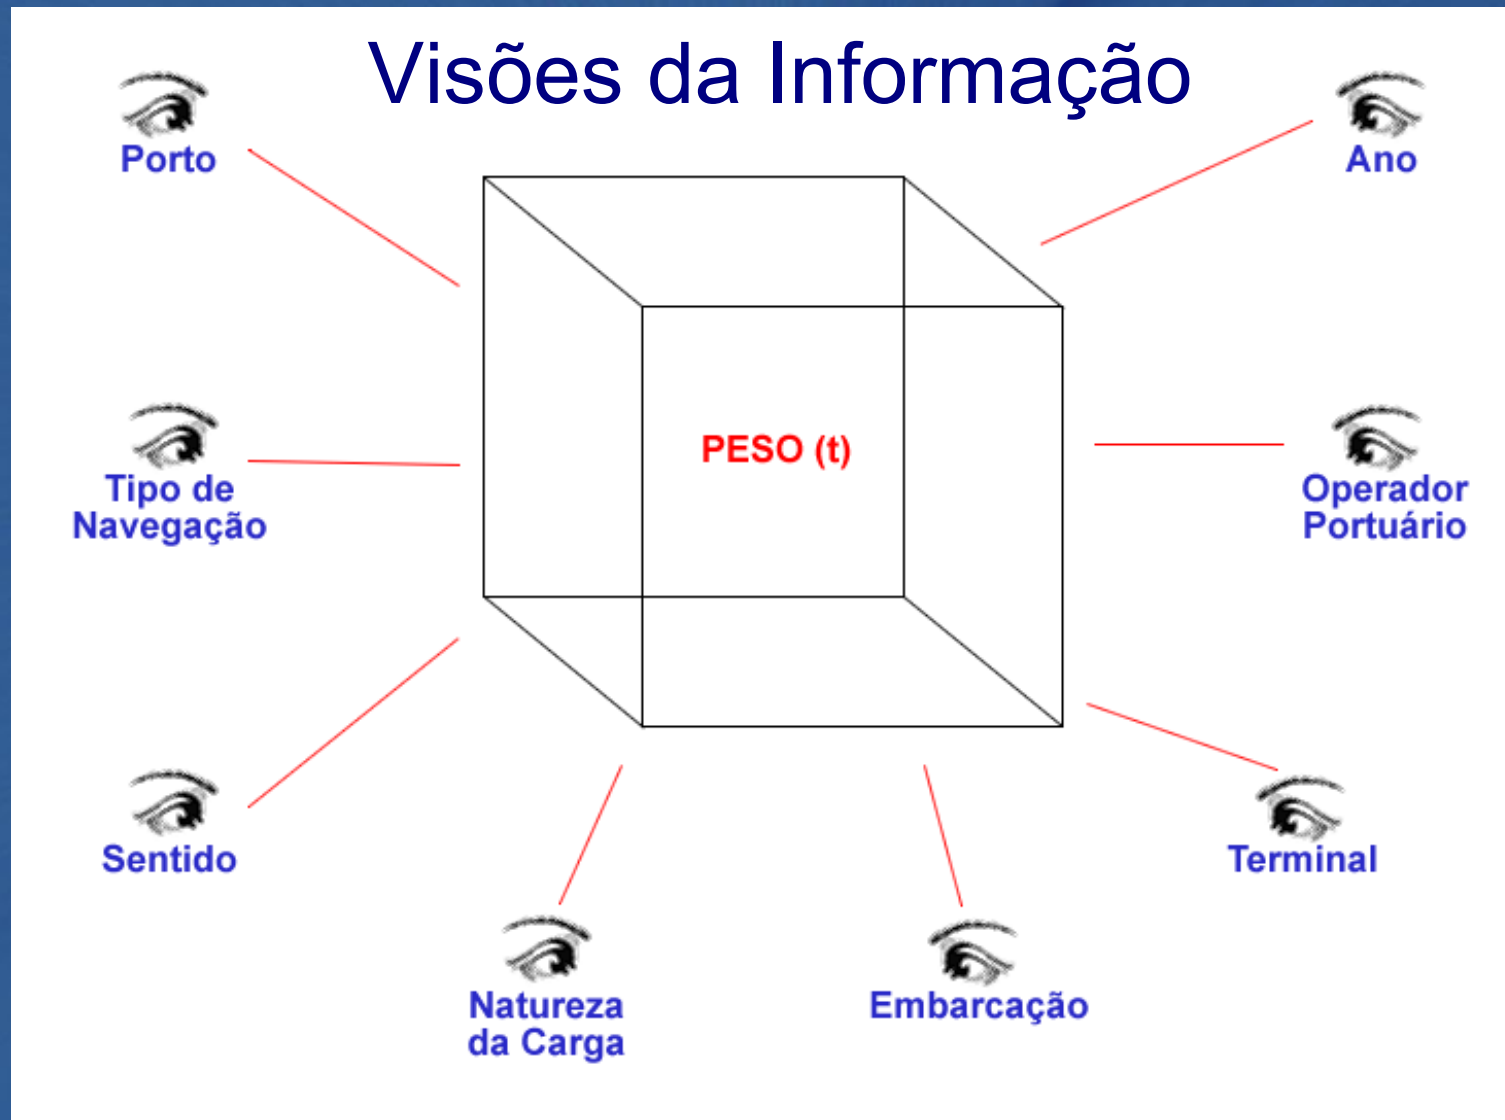 Visões da Informação
Porto
Ano
PESO (t)
Tipo de
Navegação
Operador
Portuário
Sentido
Terminal
Natureza
da Carga
Embarcação